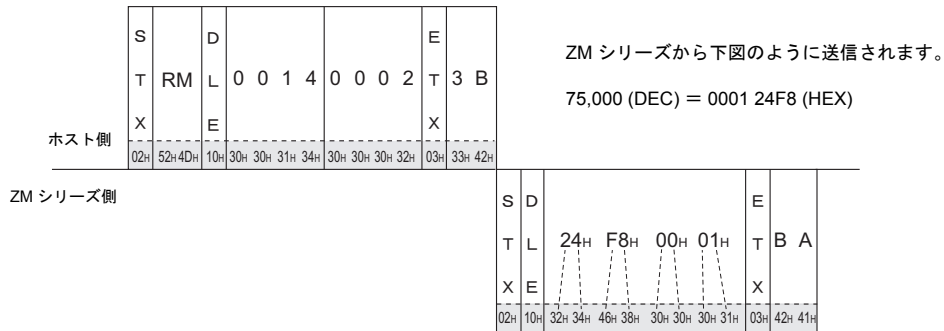 S T X
RM
D L E
0 0 1 4
0 0 0 2
E T X
3 B
02H 52H 4DH 10H 30H 30H 31H 34H 30H 30H 30H 32H 03H 33H 42H
ホスト側
ZM シリーズから下図のように送信されます。
75,000 (DEC) = 0001 24F8 (HEX)
ZM シリーズ側
S T X
D L E
24H F8H 00H 01H
E T X
B A
02H 10H 32H 34H 46H 38H 30H 30H 30H 31H 03H 42H 41H